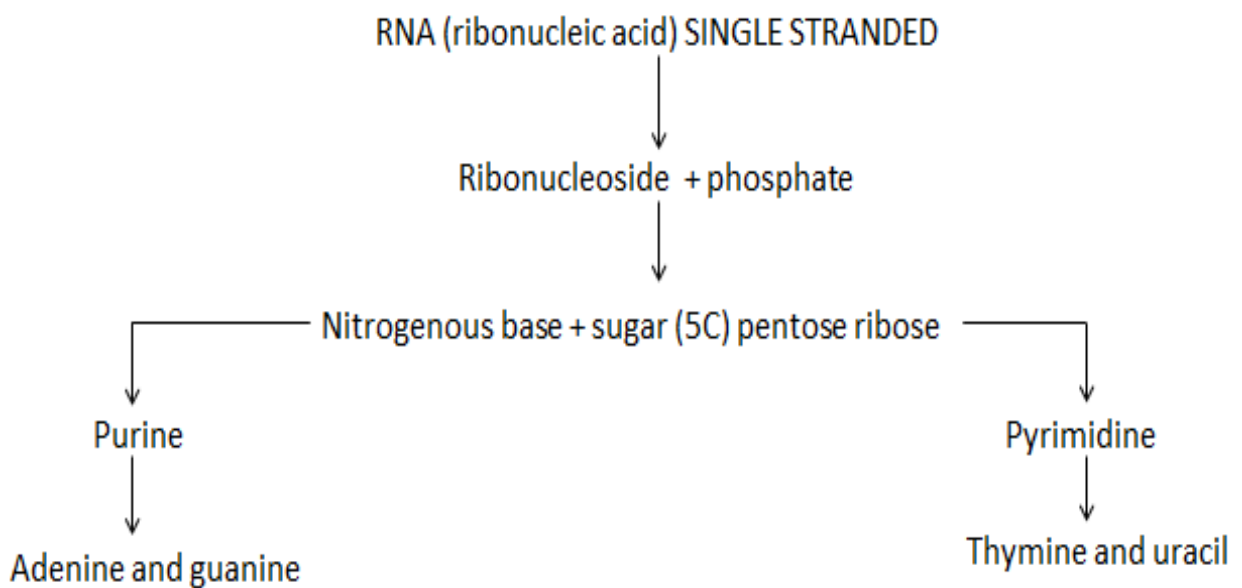 RNA (ribonucleic acid) SINGLE STRANDED
Ribonucleoside + phosphate
Nitrogenous base + sugar (5C) pentose ribose
Purine
Pyrimidine
Adenine and guanine
Thymine and uracil